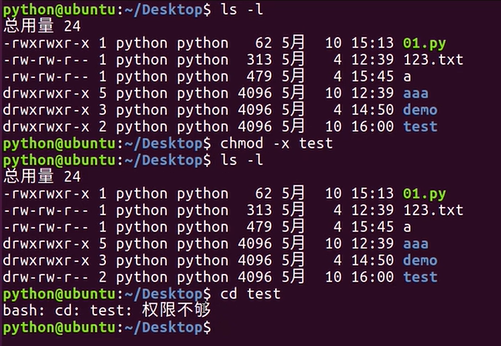 python@ubuntu:~/Desktop$ ls -l
总用量 24
-rwxrwxr-x 1 python python   62 5月   10 15:13 01.py
-rw-rw-r-- 1 python python  313 5月    4 12:39 123.txt
-rw-rw-r-- 1 python python  479 5月    4 15:45 a
drwxrwxr-x 5 python python 4096 5月   10 12:39 aaa
drwxrwxr-x 3 python python 4096 5月    4 14:50 demo
drwxrwxr-x 2 python python 4096 5月   10 16:00 test
python@ubuntu:~/Desktop$ chmod -x test
python@ubuntu:~/Desktop$ ls -l
总用量 24
-rwxrwxr-x 1 python python   62 5月   10 15:13 01.py
-rw-rw-r-- 1 python python  313 5月    4 12:39 123.txt
-rw-rw-r-- 1 python python  479 5月    4 15:45 a
drwxrwxr-x 5 python python 4096 5月   10 12:39 aaa
drwxrwxr-x 3 python python 4096 5月    4 14:50 demo
drw-rw-r-- 2 python python 4096 5月   10 16:00 test
python@ubuntu:~/Desktop$ cd test
bash: cd: test: 权限不够
python@ubuntu:~/Desktop$